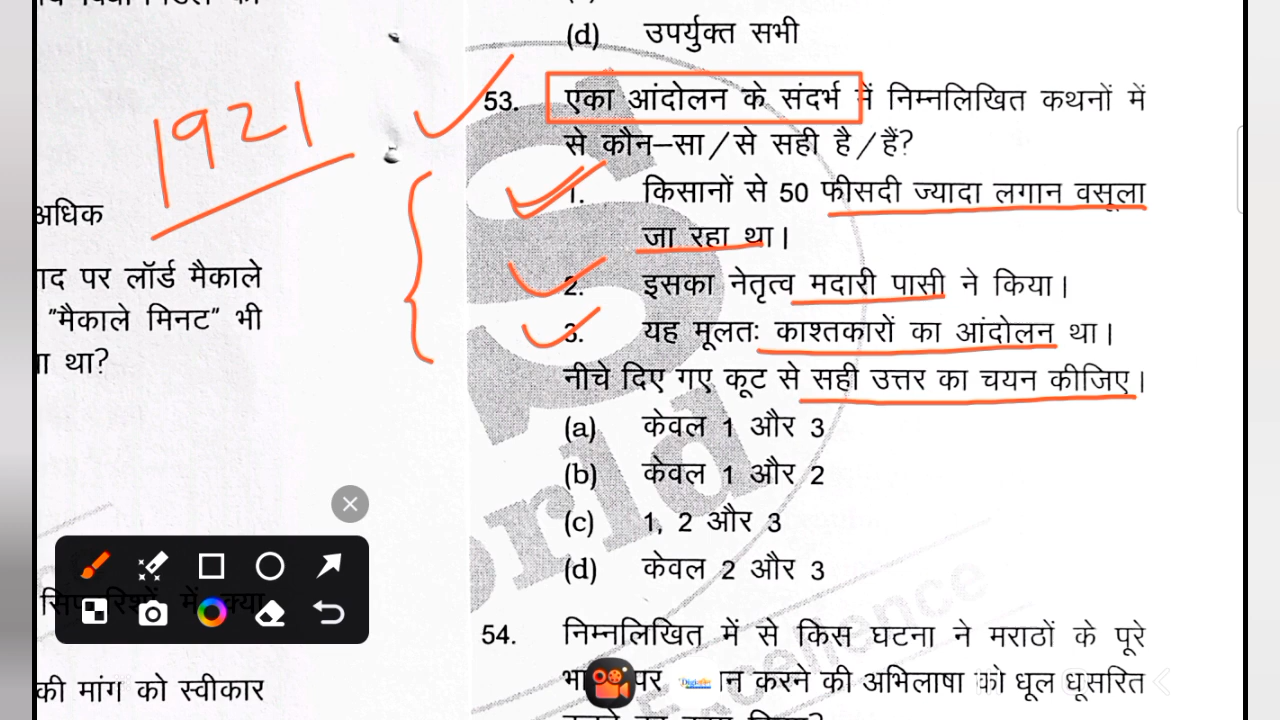 (d) उपर्युक्त सभी
1921
53. एका आंदोलन के संदर्भ में निम्नलिखित कथनों में
से कौन–सा/से सही है/हैं?
1. किसानों से 50 फीसदी ज्यादा लगान वसूला
जा रहा था।
2. इसका नेतृत्व मदारी पासी ने किया।
3. यह मूलतः काश्तकारों का आंदोलन था।
नीचे दिए गए कूट से सही उत्तर का चयन कीजिए।
(a) केवल 1 और 3
(b) केवल 1 और 2
(c) 1, 2 और 3
(d) केवल 2 और 3
54. निम्नलिखित में से किस घटना ने मराठों के पूरे
पर करने की अभिलाषा को धूल धूसरित
अधिक
पर लॉर्ड मैकाले
"मैकाले मिनट" भी
था?
की मांग को स्वीकार